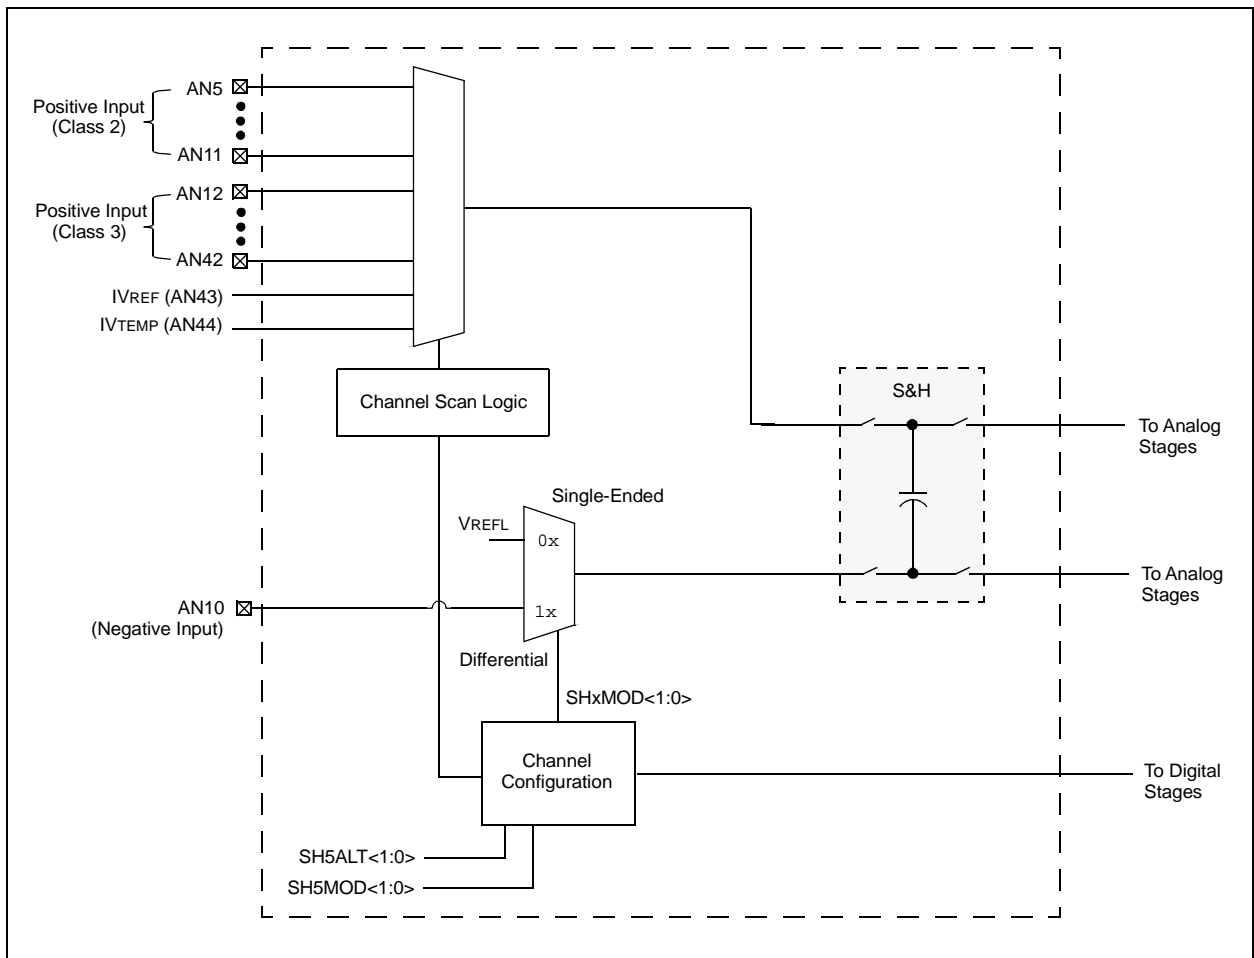 AN5
Positive Input
(Class 2)
AN11
AN12
Positive Input
(Class 3)
AN42
IVREF (AN43)
IVTEMP (AN44)
Channel Scan Logic
S&H
To Analog
Stages
Single-Ended
VREFL
0x
To Analog
Stages
AN10
(Negative Input)
1x
Differential
SHxMOD<1:0>
Channel
Configuration
To Digital
Stages
SH5ALT<1:0>
SH5MOD<1:0>